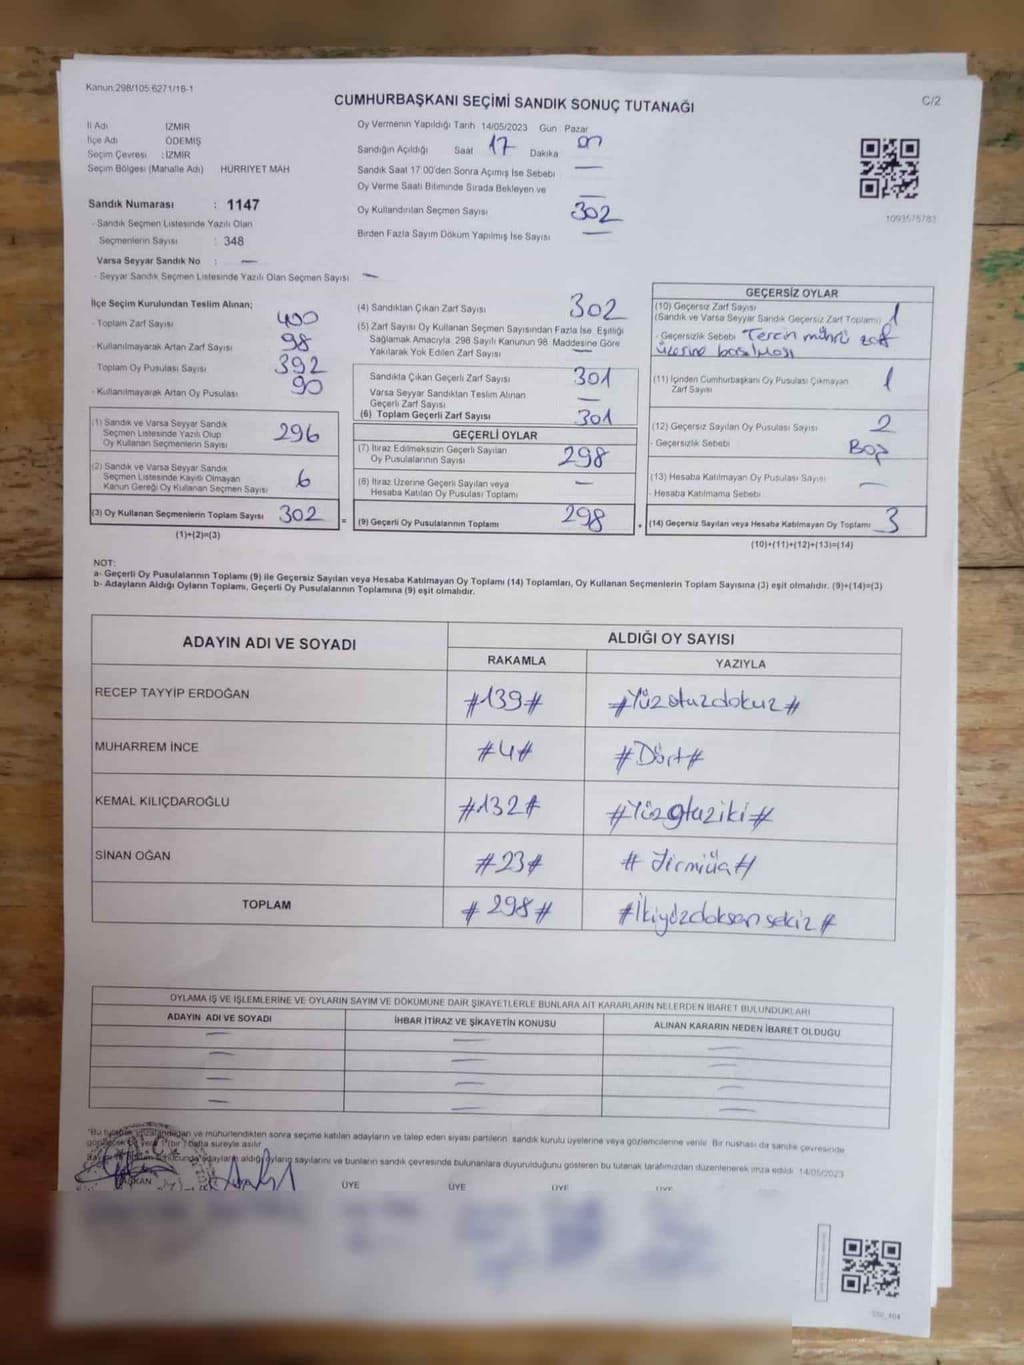 Kanun;298/105,6271/18-1
CUMHURBAŞKANI SEÇİMİ SANDIK SONUÇ TUTANAĞI
C/2
İl Adı İZMİR
İlçe Adı ÖDEMİŞ
Seçim Çevresi : İZMİR
Seçim Bölgesi (Mahalle Adı) HÜRRİYET MAH
Oy Vermenin Yapıldığı Tarih 14/05/2023 Gün Pazar
Sandığın Açıldığı Saat 17 Dakika
Sandık Saat 17.00'den Sonra Açımış İse Sebebi —
Oy Verme Saati Bitiminde Sırada Bekleyen ve
Oy Kullandırılan Seçmen Sayısı 302
Birden Fazla Sayım Döküm Yapılmış İse Sayısı —
1093575783
Sandık Numarası : 1147
- Sandık Seçmen Listesinde Yazılı Olan
Seçmenlerin Sayısı : 348
Varsa Seyyar Sandık No : —
- Seyyar Sandık Seçmen Listesinde Yazılı Olan Seçmen Sayısı —
İlçe Seçim Kurulundan Teslim Alınan;
- Toplam Zarf Sayısı 400
- Kullanılmayarak Artan Zarf Sayısı 98
- Toplam Oy Pusulası Sayısı 392
- Kullanılmayarak Artan Oy Pusulası 90
(1) Sandık ve Varsa Seyyar Sandık
Seçmen Listesinde Yazılı Olup
Oy Kullanan Seçmenlerin Sayısı 296
(2) Sandık ve Varsa Seyyar Sandık
Seçmen Listesinde Kayıtlı Olmayan
Kanun Gereği Oy Kullanan Seçmen Sayısı 6
(3) Oy Kullanan Seçmenlerin Toplam Sayısı 302
(1)+(2)=(3)
=
(4) Sandıktan Çıkan Zarf Sayısı 302
(5) Zarf Sayısı Oy Kullanan Seçmen Sayısından Fazla İse Eşitliği
Sağlamak Amacıyla 298 Sayılı Kanunun 98. Maddesine Göre
Yakılarak Yok Edilen Zarf Sayısı —
Sandıkta Çıkan Geçerli Zarf Sayısı 301
Varsa Seyyar Sandıktan Teslim Alınan
Geçerli Zarf Sayısı —
(6) Toplam Geçerli Zarf Sayısı 301
GEÇERLİ OYLAR
(7) İtiraz Edilmeksizin Geçerli Sayılan
Oy Pusulalarının Sayısı 298
(8) İtiraz Üzerine Geçerli Sayılan veya
Hesaba Katılan Oy Pusulası Toplamı —
(9) Geçerli Oy Pusulalarının Toplamı 298
+
GEÇERSİZ OYLAR
(10) Geçersiz Zarf Sayısı 1
(Sandık ve Varsa Seyyar Sandık Geçersiz Zarf Toplamı)
- Geçersizlik Sebebi Tercih mührü zarf
üzerine basılması
(11) İçinden Cumhurbaşkanı Oy Pusulası Çıkmayan
Zarf Sayısı 1
(12) Geçersiz Sayılan Oy Pusulası Sayısı 2
- Geçersizlik Sebebi Boş
(13) Hesaba Katılmayan Oy Pusulası Sayısı —
- Hesaba Katılmama Sebebi
(14) Geçersiz Sayılan veya Hesaba Katılmayan Oy Toplamı 3
(10)+(11)+(12)+(13)=(14)
NOT:
a- Geçerli Oy Pusulalarının Toplamı (9) ile Geçersiz Sayılan veya Hesaba Katılmayan Oy Toplamı (14) Toplamları, Oy Kullanan Seçmenlerin Toplam Sayısına (3) eşit olmalıdır. (9)+(14)=(3)
b- Adayların Aldığı Oyların Toplamı, Geçerli Oy Pusulalarının Toplamına (9) eşit olmalıdır.
ADAYIN ADI VE SOYADI
ALDIĞI OY SAYISI
RAKAMLA YAZIYLA
RECEP TAYYİP ERDOĞAN #139# #Yüzotuzdokuz#
MUHARREM İNCE #4# #Dört#
KEMAL KILIÇDAROĞLU #132# #Yüzotuziki#
SİNAN OĞAN #23# #Yirmiüç#
TOPLAM #298# #İkiyüzdoksansekiz#
OYLAMA İŞ VE İŞLEMLERİNE VE OYLARIN SAYIM VE DÖKÜMÜNE DAİR ŞİKAYETLERLE BUNLARA AİT KARARLARIN NELERDEN İBARET BULUNDUKLARI
ADAYIN ADI VE SOYADI İHBAR İTİRAZ VE ŞİKAYETİN KONUSU ALINAN KARARIN NEDEN İBARET OLDUĞU
— — —
— — —
— — —
— — —
*Bu tutanak imzalandıktan ve mühürlendikten sonra seçime katılan adayların ve talep eden siyasi partilerin sandık kurulu üyelerine veya gözlemcilerine verilir. Bir nüshası da sandık çevresinde
görülecek bir yere 1 (bir) hafta süreyle asılır.
adayların aldığı oyların sayılarını ve bunların sandık çevresinde bulunanlara duyurulduğunu gösteren bu tutanak tarafımızdan düzenlenerek imza edildi. 14/05/2023
BAŞKAN ÜYE ÜYE ÜYE ÜYE